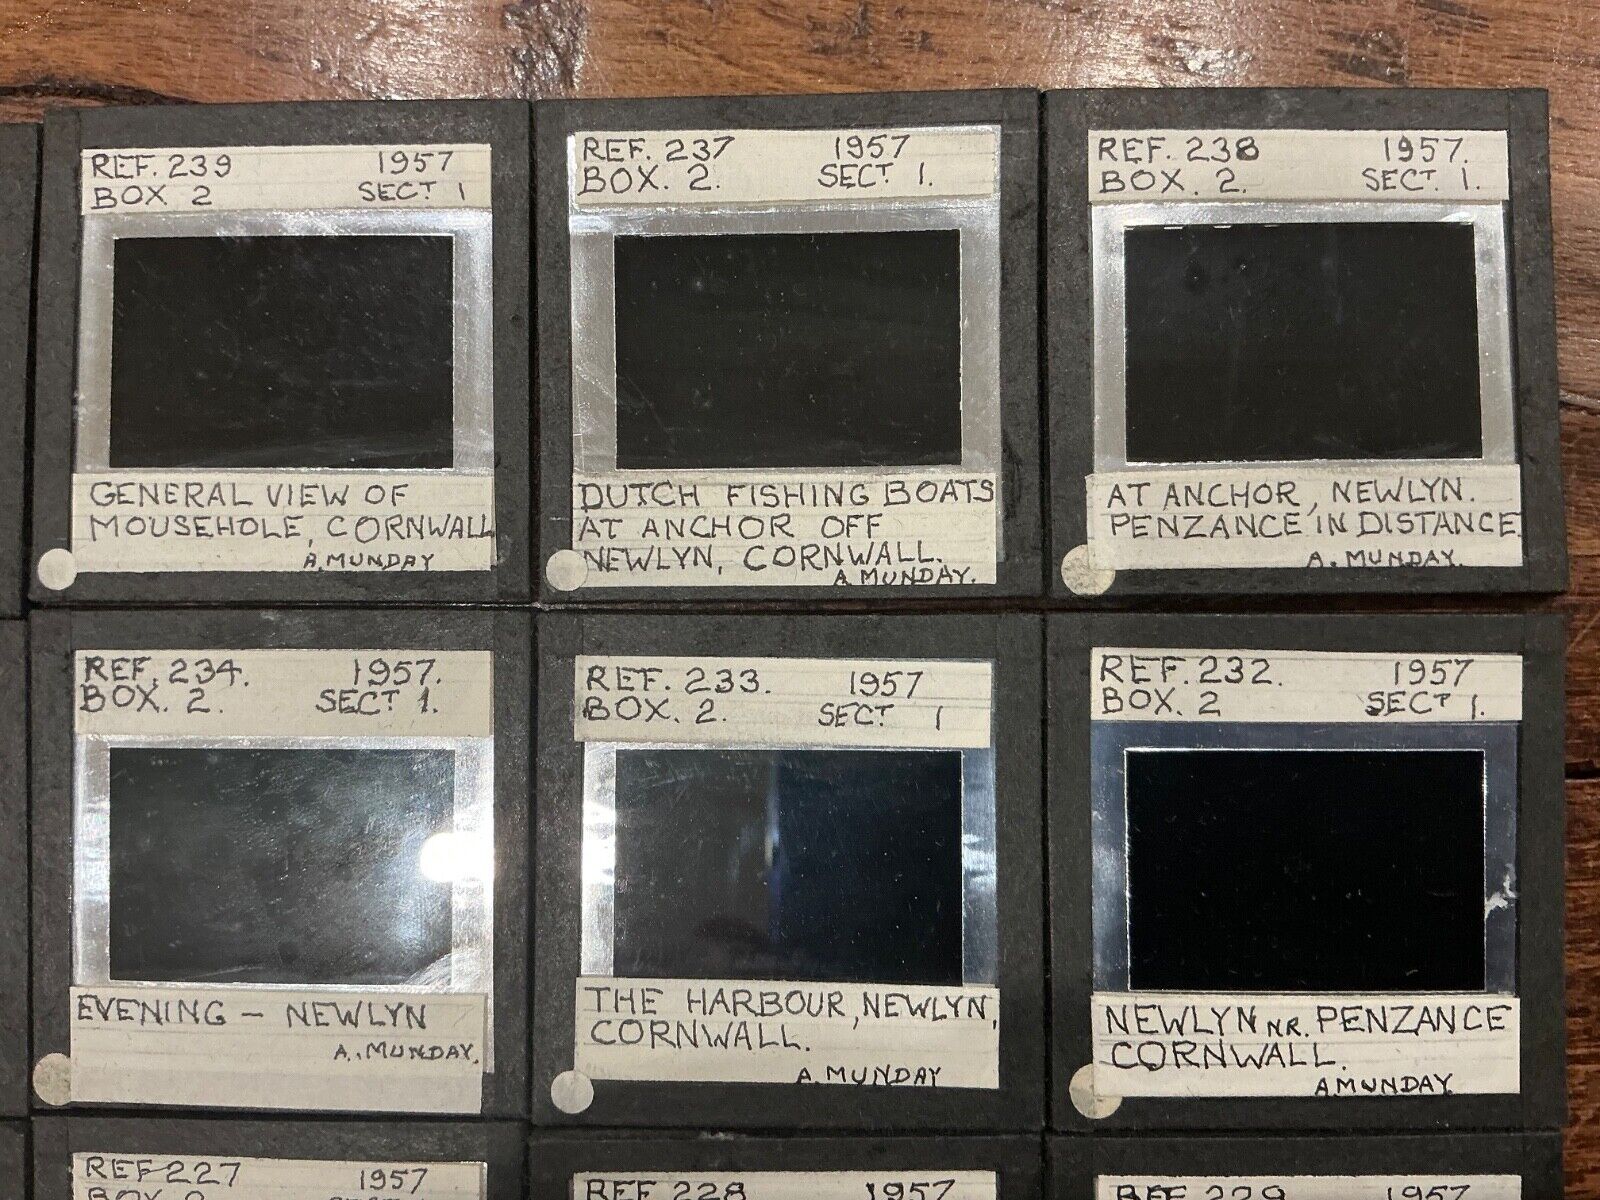 REF. 239 1957
BOX 2 SECT 1
GENERAL VIEW OF
MOUSEHOLE, CORNWALL
A. MUNDAY
REF. 237 1957
BOX. 2. SECT. 1.
DUTCH FISHING BOATS
AT ANCHOR OFF
NEWLYN, CORNWALL.
A. MUNDAY.
REF. 238 1957.
BOX. 2. SECT. 1.
AT ANCHOR, NEWLYN.
PENZANCE IN DISTANCE
A. MUNDAY.
REF. 234. 1957.
BOX. 2. SECT 1.
EVENING – NEWLYN
A. MUNDAY.
REF. 233. 1957
BOX. 2. SECT. 1
THE HARBOUR, NEWLYN,
CORNWALL.
A. MUNDAY
REF. 232. 1957
BOX. 2 SECT 1.
NEWLYN NR. PENZANCE
CORNWALL.
A MUNDAY.
REF 227 1957
BOX 2
REF 228 1957
REF 229 1957